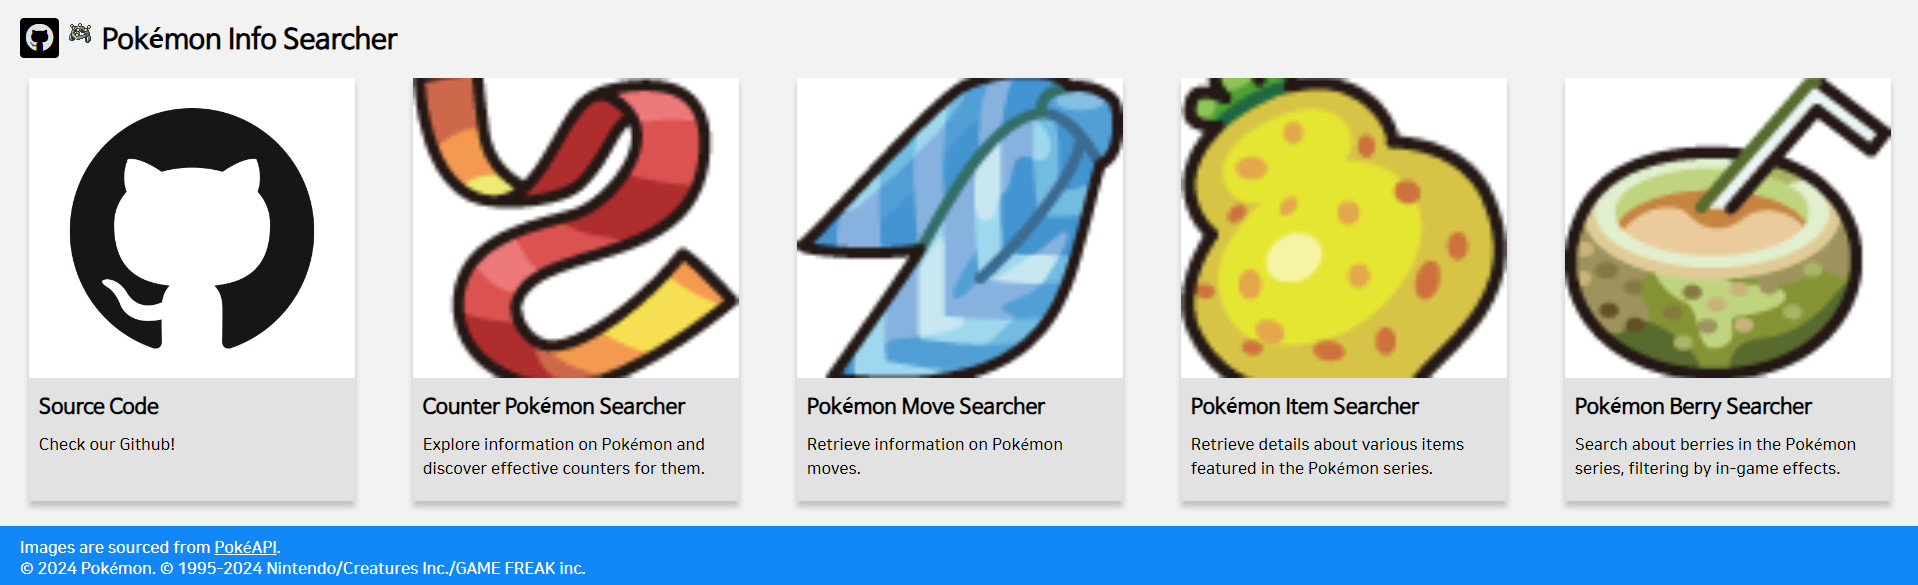 Pokémon Info Searcher
Source Code
Check our Github!
Counter Pokémon Searcher
Explore information on Pokémon and
discover effective counters for them.
Pokémon Move Searcher
Retrieve information on Pokémon
moves.
Pokémon Item Searcher
Retrieve details about various items
featured in the Pokémon series.
Pokémon Berry Searcher
Search about berries in the Pokémon
series, filtering by in-game effects.
Images are sourced from PokéAPI.
© 2024 Pokémon. © 1995-2024 Nintendo/Creatures Inc./GAME FREAK inc.